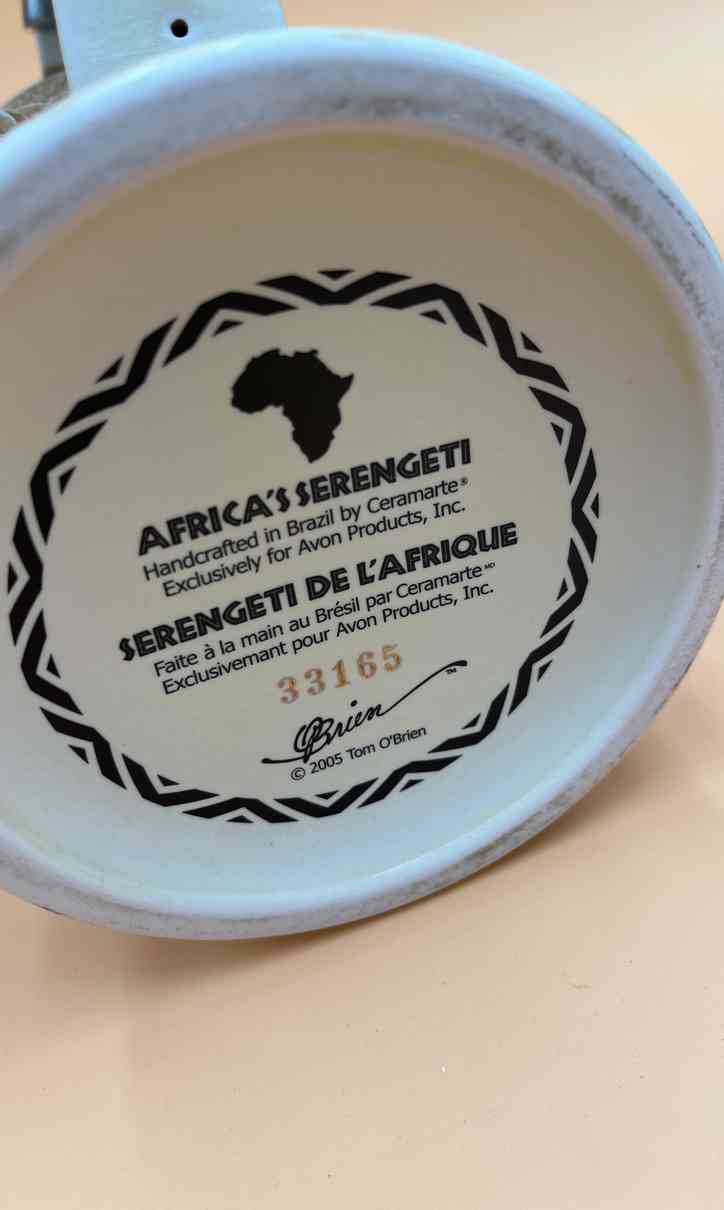 AFRICA'S SERENGETI
Handcrafted in Brazil by Ceramarte®
Exclusively for Avon Products, Inc.
SERENGETI DE L'AFRIQUE
Faite à la main au Brésil par Ceramarte MD
Exclusivemant pour Avon Products, Inc.
33165
O'Brien ™
© 2005 Tom O'Brien